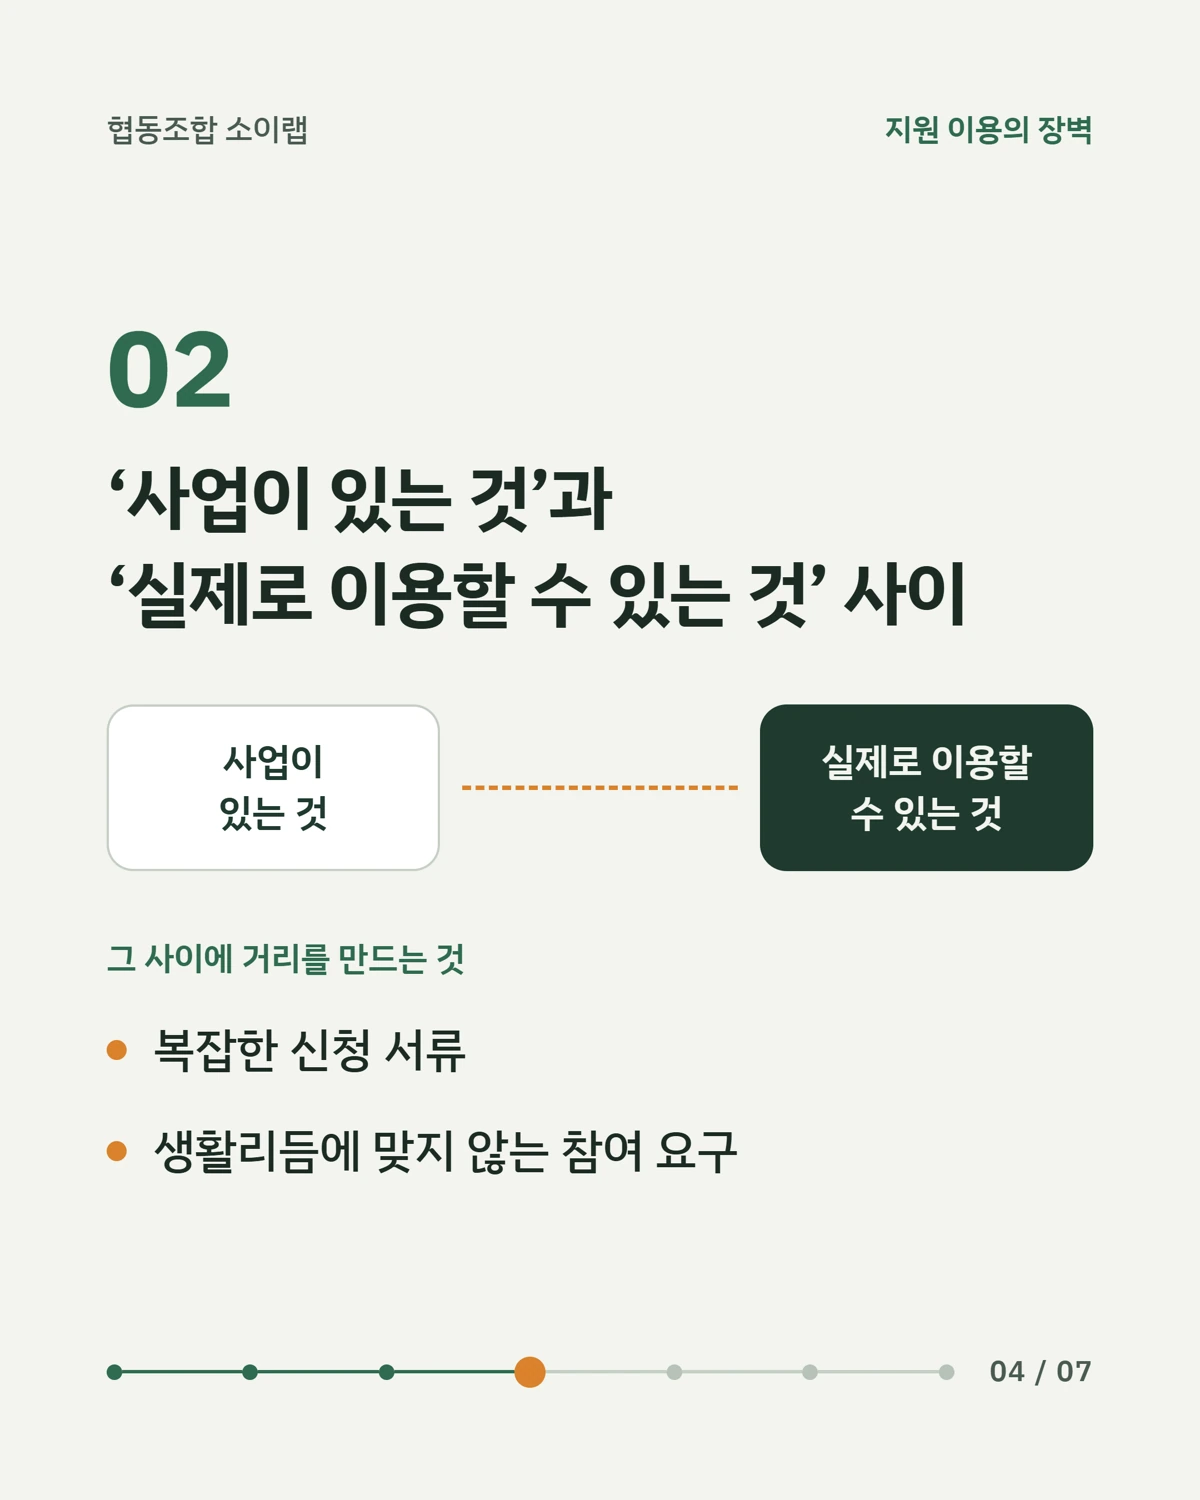 협동조합 소이랩
지원 이용의 장벽
02
‘사업이 있는 것’과
‘실제로 이용할 수 있는 것’ 사이
사업이
있는 것
실제로 이용할
수 있는 것
그 사이에 거리를 만드는 것
복잡한 신청 서류
생활리듬에 맞지 않는 참여 요구
04 / 07